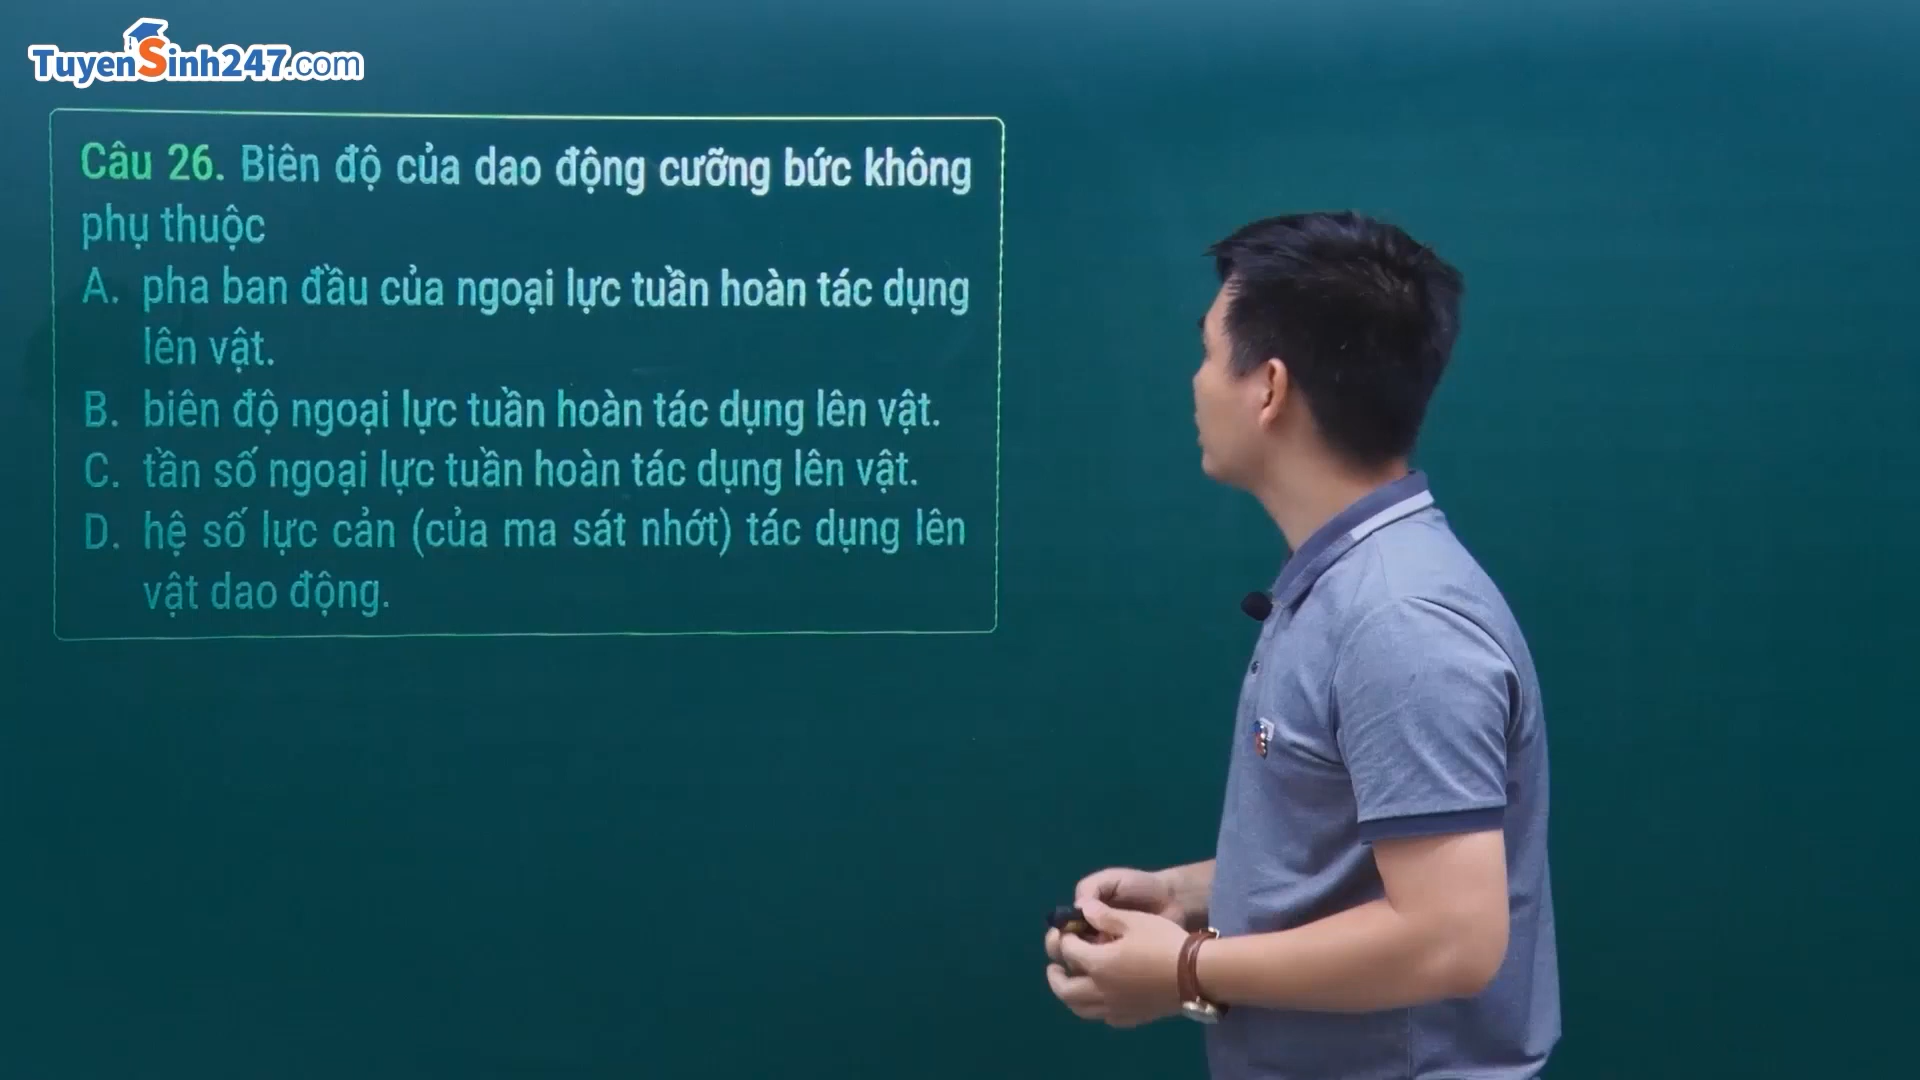 TuyenSinh247.com
Câu 26. Biên độ của dao động cưỡng bức không
phụ thuộc
A. pha ban đầu của ngoại lực tuần hoàn tác dụng
lên vật.
B. biên độ ngoại lực tuần hoàn tác dụng lên vật.
C. tần số ngoại lực tuần hoàn tác dụng lên vật.
D. hệ số lực cản (của ma sát nhớt) tác dụng lên
vật dao động.